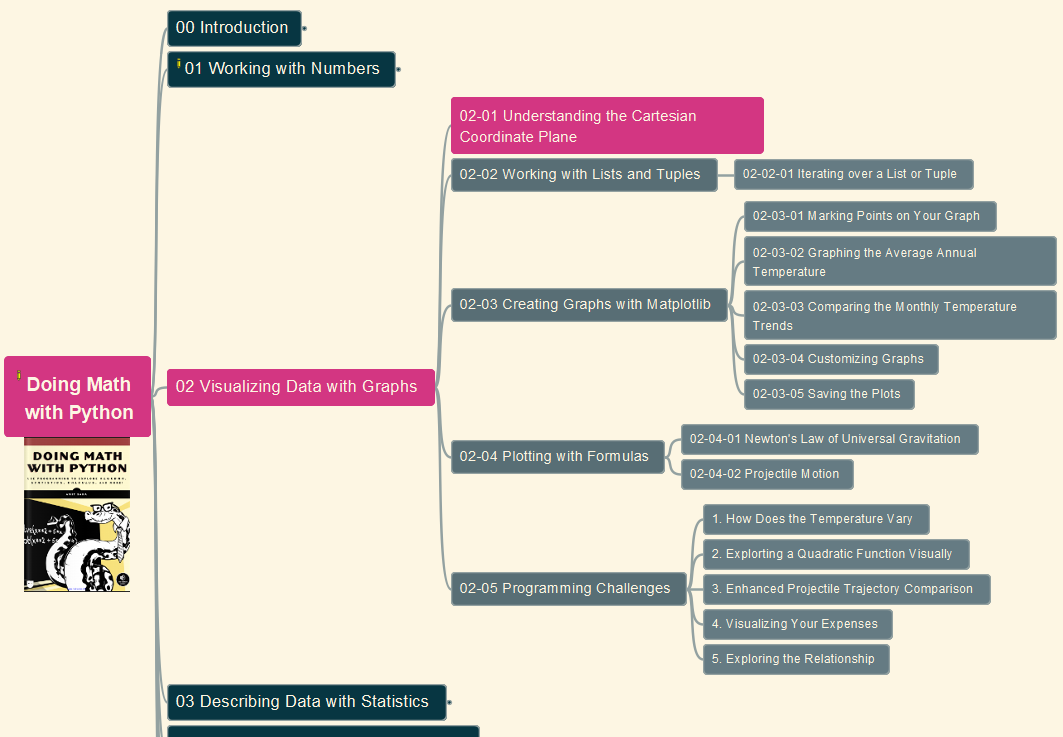 00 Introduction
01 Working with Numbers
02-01 Understanding the Cartesian
Coordinate Plane
02-02 Working with Lists and Tuples
02-02-01 Iterating over a List or Tuple
02-03-01 Marking Points on Your Graph
02-03-02 Graphing the Average Annual
Temperature
02-03 Creating Graphs with Matplotlib
02-03-03 Comparing the Monthly Temperature
Trends
02-03-04 Customizing Graphs
02-03-05 Saving the Plots
Doing Math
with Python
02 Visualizing Data with Graphs
02-04 Plotting with Formulas
02-04-01 Newton's Law of Universal Gravitation
02-04-02 Projectile Motion
DOING MATH
WITH PYTHON
1. How Does the Temperature Vary
2. Explorting a Quadratic Function Visually
02-05 Programming Challenges
3. Enhanced Projectile Trajectory Comparison
4. Visualizing Your Expenses
5. Exploring the Relationship
03 Describing Data with Statistics